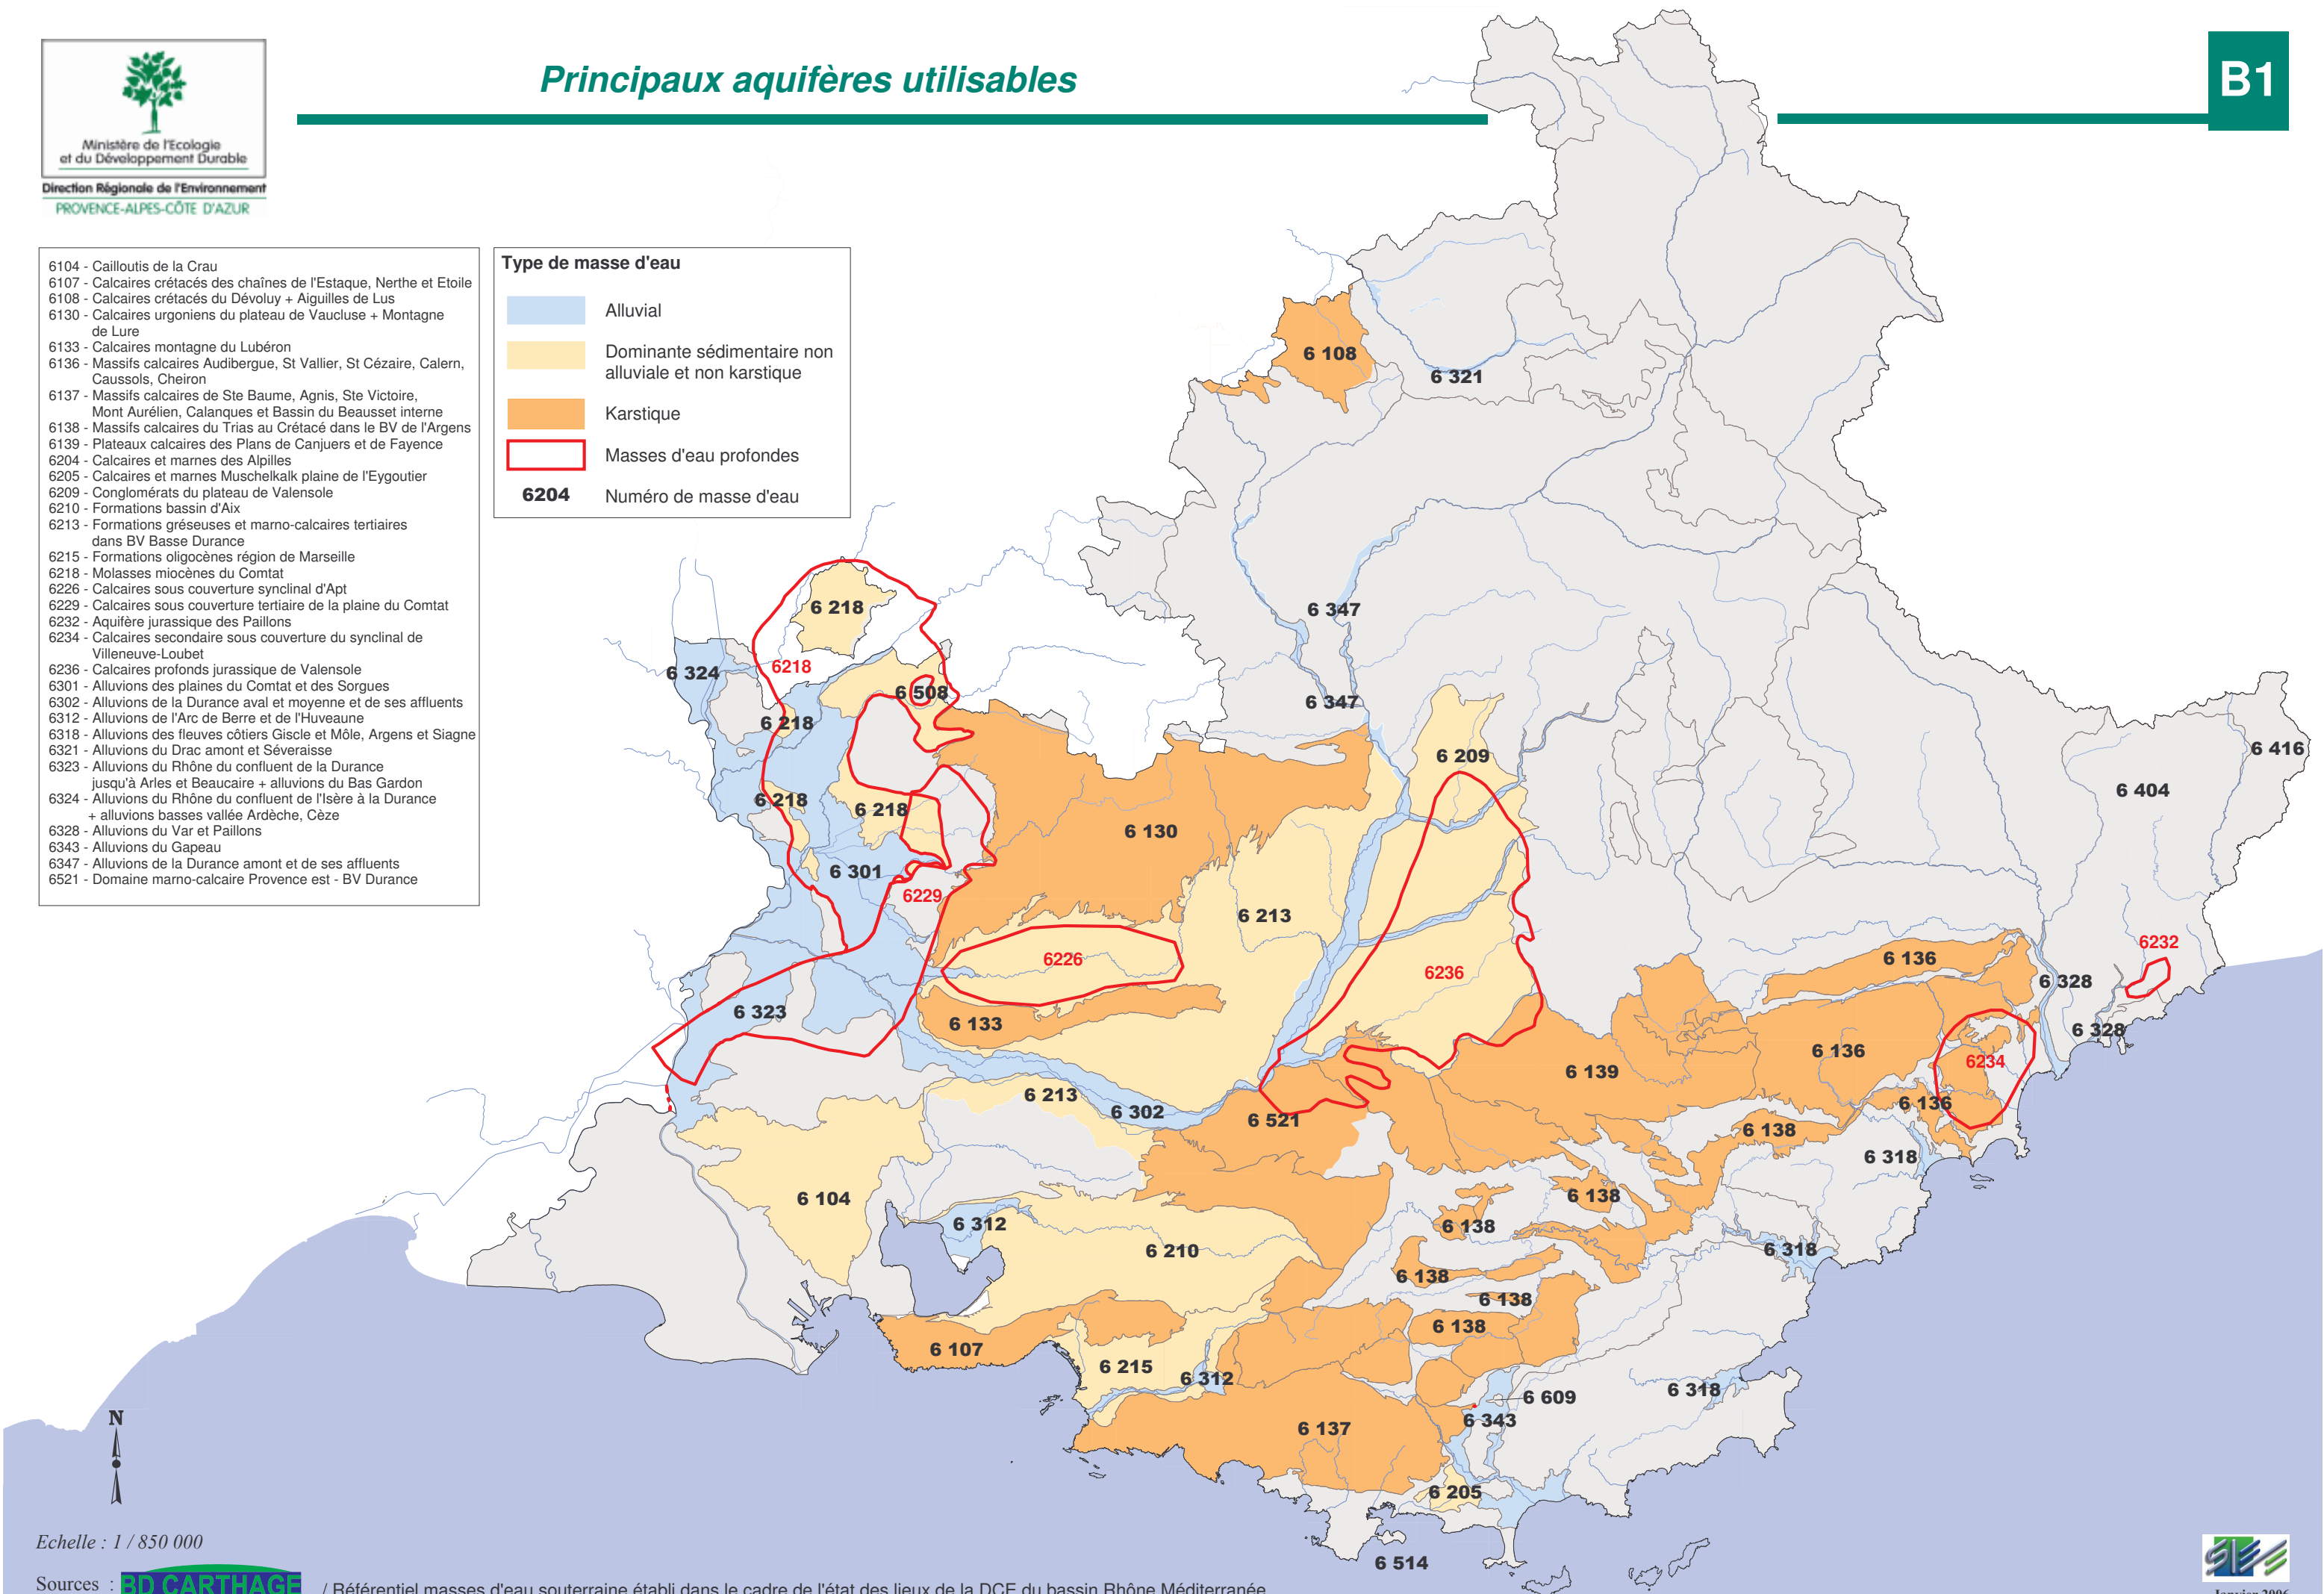 Principaux aquifères utilisables
B1
Ministère de l'Ecologie
et du Développement Durable
Direction Régionale de l'Environnement
PROVENCE-ALPES-CÔTE D'AZUR
6104 - Cailloutis de la Crau
6107 - Calcaires crétacés des chaînes de l'Estaque, Nerthe et Etoile
6108 - Calcaires crétacés du Dévoluy + Aiguilles de Lus
6130 - Calcaires urgoniens du plateau de Vaucluse + Montagne
de Lure
6133 - Calcaires montagne du Lubéron
6136 - Massifs calcaires Audibergue, St Vallier, St Cézaire, Calern,
Caussols, Cheiron
6137 - Massifs calcaires de Ste Baume, Agnis, Ste Victoire,
Mont Aurélien, Calanques et Bassin du Beausset interne
6138 - Massifs calcaires du Trias au Crétacé dans le BV de l'Argens
6139 - Plateaux calcaires des Plans de Canjuers et de Fayence
6204 - Calcaires et marnes des Alpilles
6205 - Calcaires et marnes Muschelkalk plaine de l'Eygoutier
6209 - Conglomérats du plateau de Valensole
6210 - Formations bassin d'Aix
6213 - Formations gréseuses et marno-calcaires tertiaires
dans BV Basse Durance
6215 - Formations oligocènes région de Marseille
6218 - Molasses miocènes du Comtat
6226 - Calcaires sous couverture synclinal d'Apt
6229 - Calcaires sous couverture tertiaire de la plaine du Comtat
6232 - Aquifère jurassique des Paillons
6234 - Calcaires secondaire sous couverture du synclinal de
Villeneuve-Loubet
6236 - Calcaires profonds jurassique de Valensole
6301 - Alluvions des plaines du Comtat et des Sorgues
6302 - Alluvions de la Durance aval et moyenne et de ses affluents
6312 - Alluvions de l'Arc de Berre et de l'Huveaune
6318 - Alluvions des fleuves côtiers Giscle et Môle, Argens et Siagne
6321 - Alluvions du Drac amont et Séveraisse
6323 - Alluvions du Rhône du confluent de la Durance
jusqu'à Arles et Beaucaire + alluvions du Bas Gardon
6324 - Alluvions du Rhône du confluent de l'Isère à la Durance
+ alluvions basses vallée Ardèche, Cèze
6328 - Alluvions du Var et Paillons
6343 - Alluvions du Gapeau
6347 - Alluvions de la Durance amont et de ses affluents
6521 - Domaine marno-calcaire Provence est - BV Durance
Type de masse d'eau
Alluvial
Dominante sédimentaire non
alluviale et non karstique
Karstique
Masses d'eau profondes
6204 Numéro de masse d'eau
6 108
6 321
6 347
6 218
6218
6 324
6 508
6 347
6 218
6 209
6 416
6 404
6 218
6 218
6 130
6 301
6229
6 213
6226
6236
6 136
6232
6 328
6 323
6 133
6 328
6 136
6234
6 139
6 213
6 302
6 521
6 136
6 138
6 318
6 104
6 138
6 312
6 138
6 210
6 318
6 138
6 138
6 138
6 107
6 215
6 312
6 318
6 609
6 343
6 137
6 205
6 514
N
Echelle : 1 / 850 000
Sources : BD CARTHAGE / Référentiel masses d'eau souterraine établi dans le cadre de l'état des lieux de la DCE du bassin Rhône Méditerranée
Janvier 2006